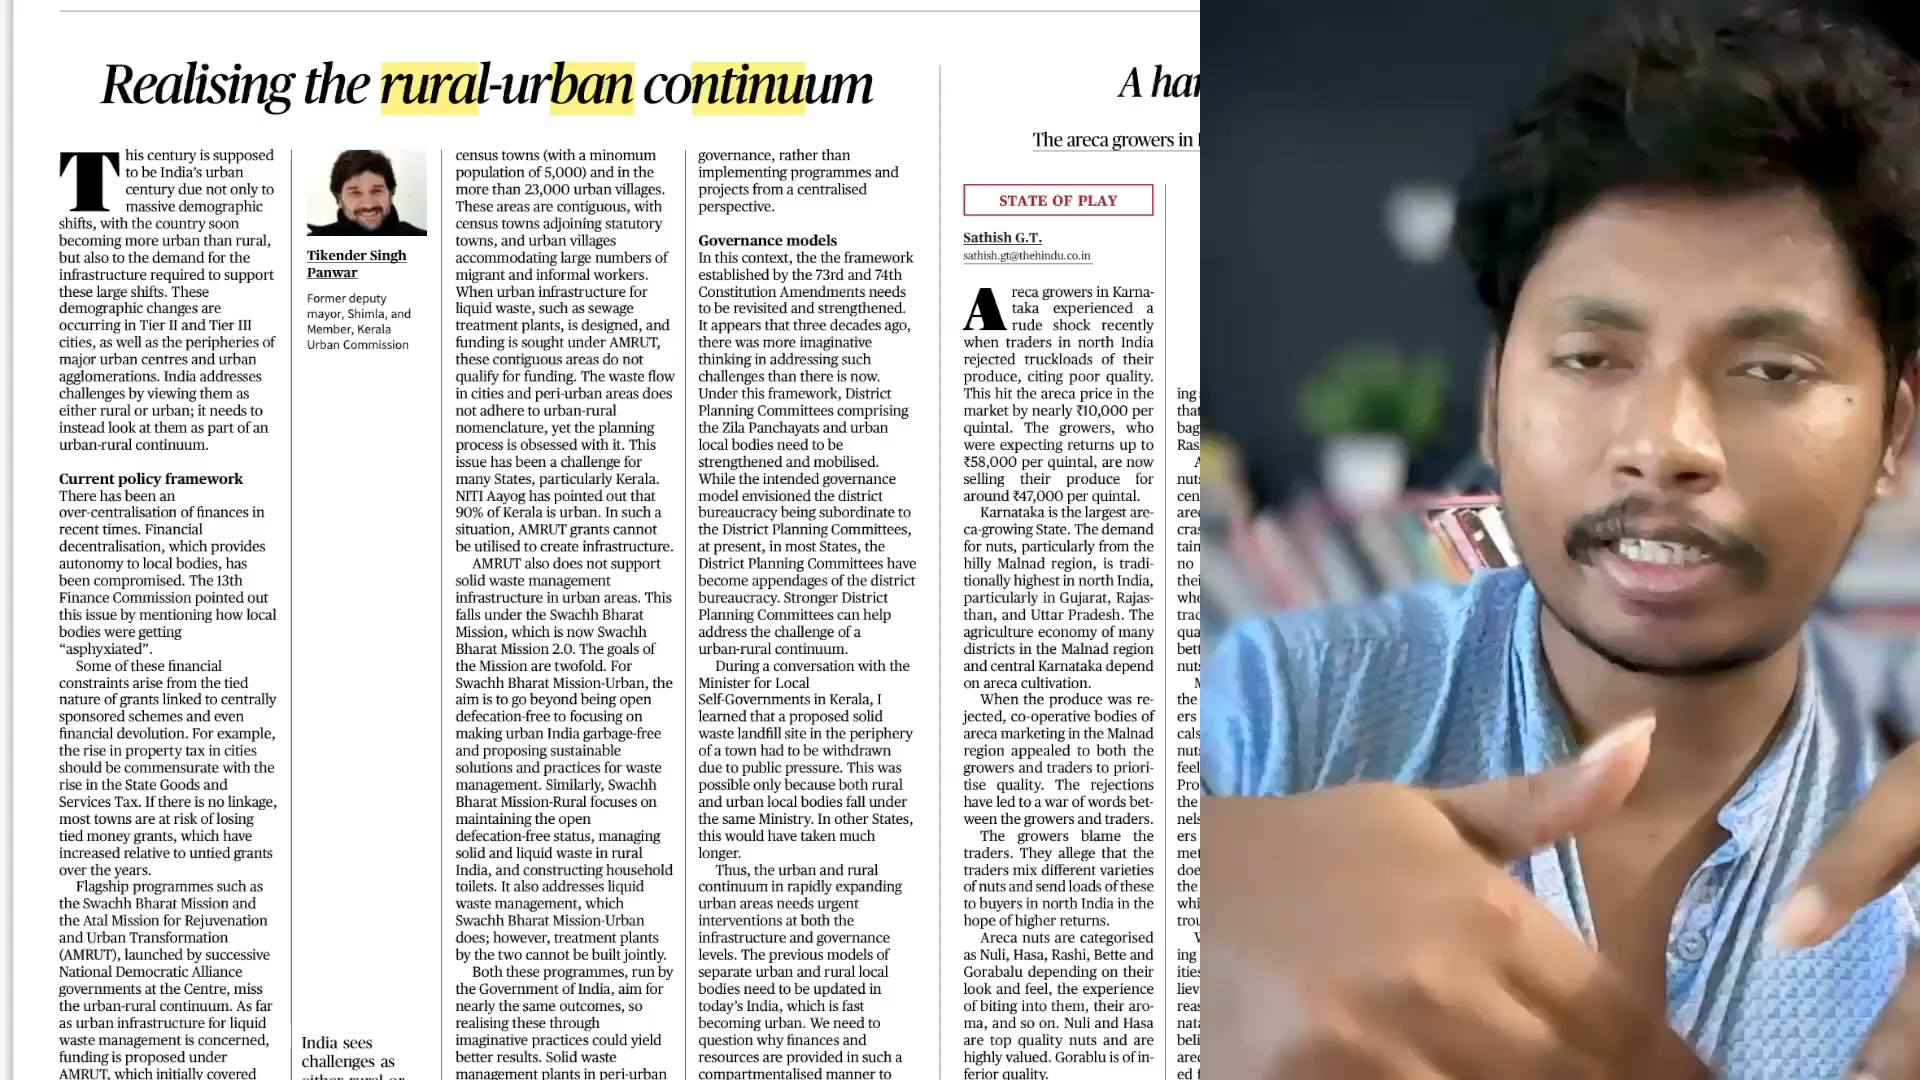 Realising the rural-urban continuum
This century is supposed
to be India's urban
century due not only to
massive demographic
shifts, with the country soon
becoming more urban than rural,
but also to the demand for the
infrastructure required to support
these large shifts. These
demographic changes are
occurring in Tier II and Tier III
cities, as well as the peripheries of
major urban centres and urban
agglomerations. India addresses
challenges by viewing them as
either rural or urban; it needs to
instead look at them as part of an
urban-rural continuum.
Current policy framework
There has been an
over-centralisation of finances in
recent times. Financial
decentralisation, which provides
autonomy to local bodies, has
been compromised. The 13th
Finance Commission pointed out
this issue by mentioning how local
bodies were getting
“asphyxiated”.
Some of these financial
constraints arise from the tied
nature of grants linked to centrally
sponsored schemes and even
financial devolution. For example,
the rise in property tax in cities
should be commensurate with the
rise in the State Goods and
Services Tax. If there is no linkage,
most towns are at risk of losing
tied money grants, which have
increased relative to untied grants
over the years.
Flagship programmes such as
the Swachh Bharat Mission and
the Atal Mission for Rejuvenation
and Urban Transformation
(AMRUT), launched by successive
National Democratic Alliance
governments at the Centre, miss
the urban-rural continuum. As far
as urban infrastructure for liquid
waste management is concerned,
funding is proposed under
AMRUT, which initially covered
Tikender Singh
Panwar
Former deputy
mayor, Shimla, and
Member, Kerala
Urban Commission
India sees
challenges as
either rural or
census towns (with a minomum
population of 5,000) and in the
more than 23,000 urban villages.
These areas are contiguous, with
census towns adjoining statutory
towns, and urban villages
accommodating large numbers of
migrant and informal workers.
When urban infrastructure for
liquid waste, such as sewage
treatment plants, is designed, and
funding is sought under AMRUT,
these contiguous areas do not
qualify for funding. The waste flow
in cities and peri-urban areas does
not adhere to urban-rural
nomenclature, yet the planning
process is obsessed with it. This
issue has been a challenge for
many States, particularly Kerala.
NITI Aayog has pointed out that
90% of Kerala is urban. In such a
situation, AMRUT grants cannot
be utilised to create infrastructure.
AMRUT also does not support
solid waste management
infrastructure in urban areas. This
falls under the Swachh Bharat
Mission, which is now Swachh
Bharat Mission 2.0. The goals of
the Mission are twofold. For
Swachh Bharat Mission-Urban, the
aim is to go beyond being open
defecation-free to focusing on
making urban India garbage-free
and proposing sustainable
solutions and practices for waste
management. Similarly, Swachh
Bharat Mission-Rural focuses on
maintaining the open
defecation-free status, managing
solid and liquid waste in rural
India, and constructing household
toilets. It also addresses liquid
waste management, which
Swachh Bharat Mission-Urban
does; however, treatment plants
by the two cannot be built jointly.
Both these programmes, run by
the Government of India, aim for
nearly the same outcomes, so
realising these through
imaginative practices could yield
better results. Solid waste
management plants in peri-urban
governance, rather than
implementing programmes and
projects from a centralised
perspective.
Governance models
In this context, the the framework
established by the 73rd and 74th
Constitution Amendments needs
to be revisited and strengthened.
It appears that three decades ago,
there was more imaginative
thinking in addressing such
challenges than there is now.
Under this framework, District
Planning Committees comprising
the Zila Panchayats and urban
local bodies need to be
strengthened and mobilised.
While the intended governance
model envisioned the district
bureaucracy being subordinate to
the District Planning Committees,
at present, in most States, the
District Planning Committees have
become appendages of the district
bureaucracy. Stronger District
Planning Committees can help
address the challenge of a
urban-rural continuum.
During a conversation with the
Minister for Local
Self-Governments in Kerala, I
learned that a proposed solid
waste landfill site in the periphery
of a town had to be withdrawn
due to public pressure. This was
possible only because both rural
and urban local bodies fall under
the same Ministry. In other States,
this would have taken much
longer.
Thus, the urban and rural
continuum in rapidly expanding
urban areas needs urgent
interventions at both the
infrastructure and governance
levels. The previous models of
separate urban and rural local
bodies need to be updated in
today's India, which is fast
becoming urban. We need to
question why finances and
resources are provided in such a
compartmentalised manner to
A har
The areca growers in
STATE OF PLAY
Sathish G.T.
sathish.gt@thehindu.co.in
Areca growers in Karna-
taka experienced a
rude shock recently
when traders in north India
rejected truckloads of their
produce, citing poor quality.
This hit the areca price in the
market by nearly ₹10,000 per
quintal. The growers, who
were expecting returns up to
₹58,000 per quintal, are now
selling their produce for
around ₹47,000 per quintal.
Karnataka is the largest are-
ca-growing State. The demand
for nuts, particularly from the
hilly Malnad region, is tradi-
tionally highest in north India,
particularly in Gujarat, Rajas-
than, and Uttar Pradesh. The
agriculture economy of many
districts in the Malnad region
and central Karnataka depend
on areca cultivation.
When the produce was re-
jected, co-operative bodies of
areca marketing in the Malnad
region appealed to both the
growers and traders to priori-
tise quality. The rejections
have led to a war of words bet-
ween the growers and traders.
The growers blame the
traders. They allege that the
traders mix different varieties
of nuts and send loads of these
to buyers in north India in the
hope of higher returns.
Areca nuts are categorised
as Nuli, Hasa, Rashi, Bette and
Gorabalu depending on their
look and feel, the experience
of biting into them, their aro-
ma, and so on. Nuli and Hasa
are top quality nuts and are
highly valued. Gorablu is of in-
ferior quality.